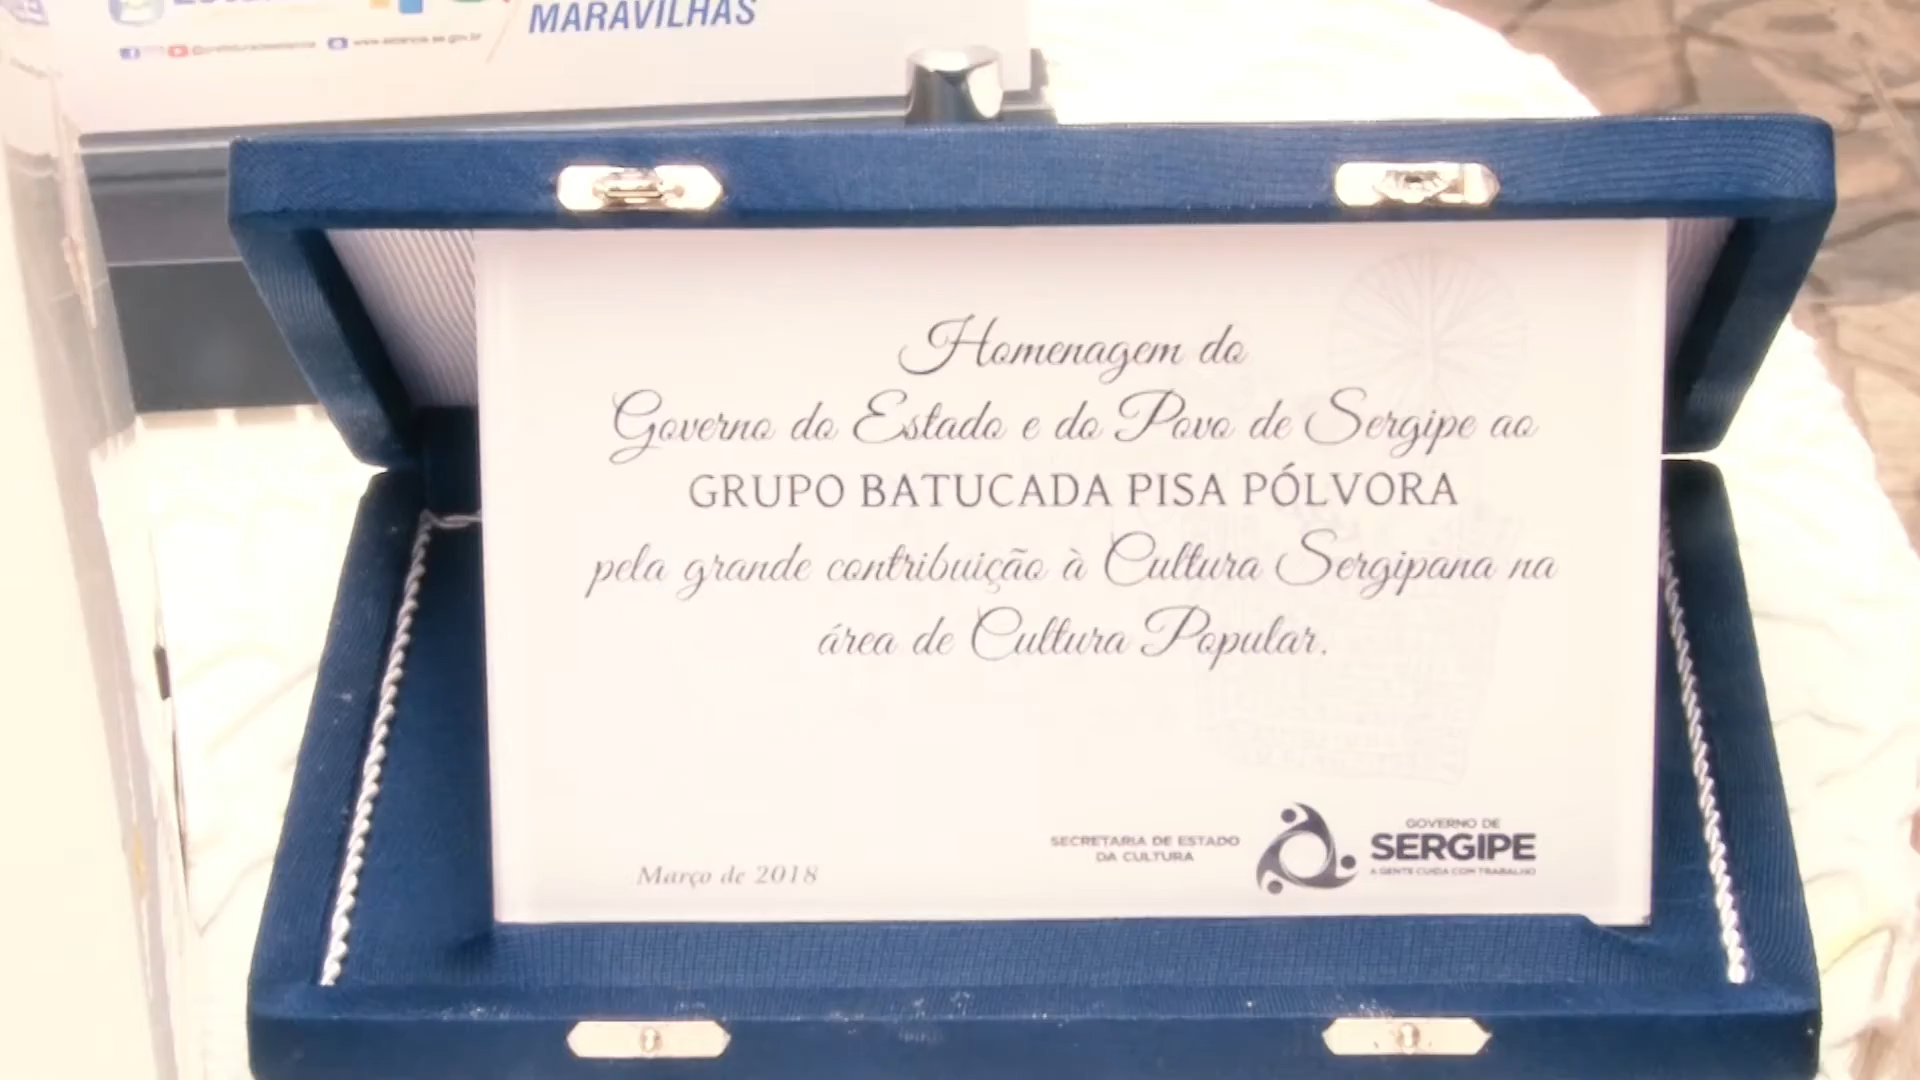 MARAVILHAS
Homenagem do
Governo do Estado e do Povo de Sergipe ao
GRUPO BATUCADA PISA PÓLVORA
pela grande contribuição à Cultura Sergipana na
área de Cultura Popular.
SECRETARIA DE ESTADO
DA CULTURA
GOVERNO DE
SERGIPE
A GENTE CUIDA COM TRABALHO
Março de 2018